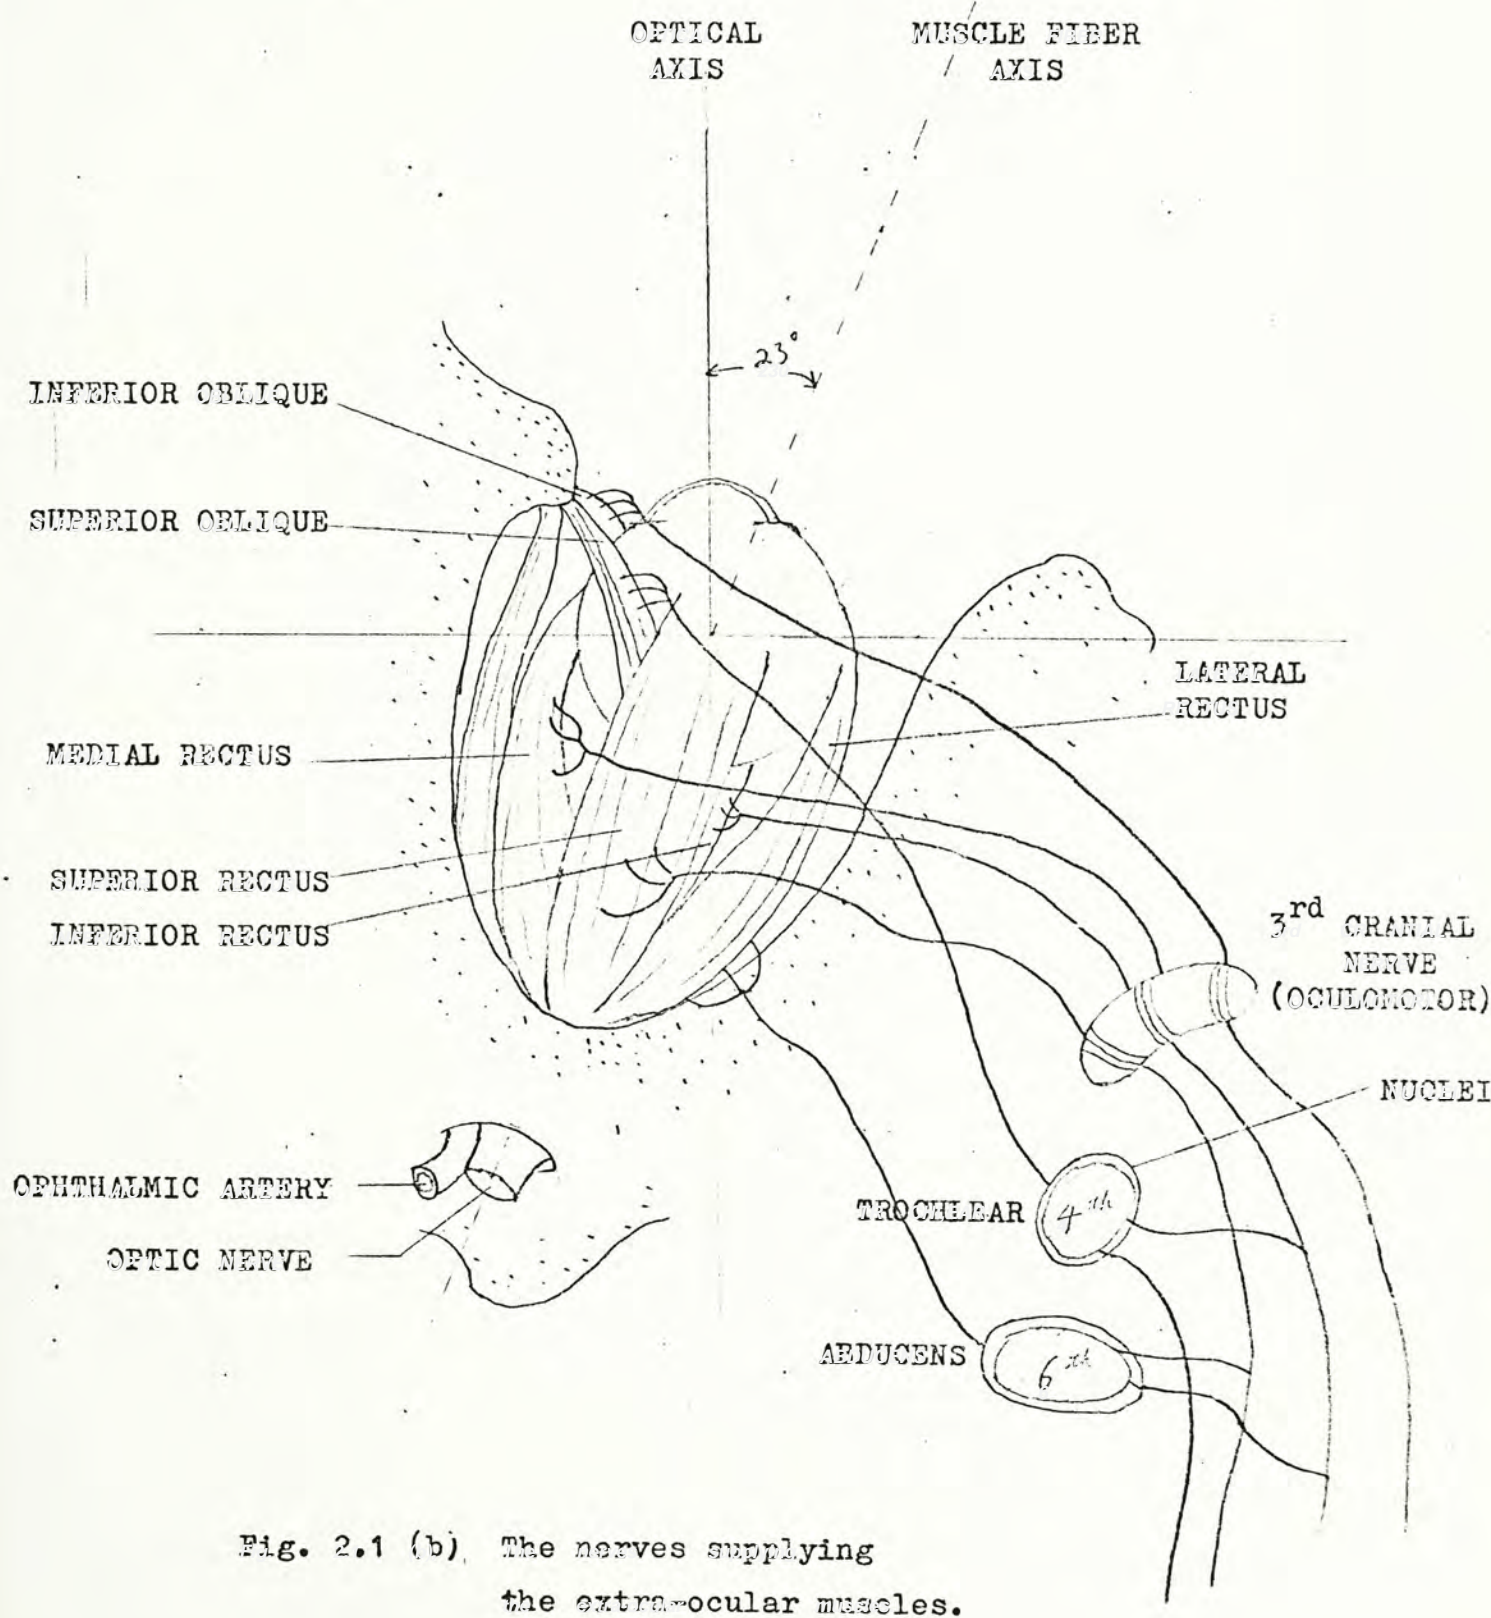 OPTICAL
AXIS
MUSCLE FIBER
AXIS
23°
INFERIOR OBLIQUE
SUPERIOR OBLIQUE
LATERAL
RECTUS
MEDIAL RECTUS
SUPERIOR RECTUS
INFERIOR RECTUS
3rd CRANIAL
NERVE
(OCULOMOTOR)
NUCLEI
OPHTHALMIC ARTERY
TROCHLEAR
4th
OPTIC NERVE
ABDUCENS
6th
Fig. 2.1 (b) The nerves supplying
the extra-ocular muscles.